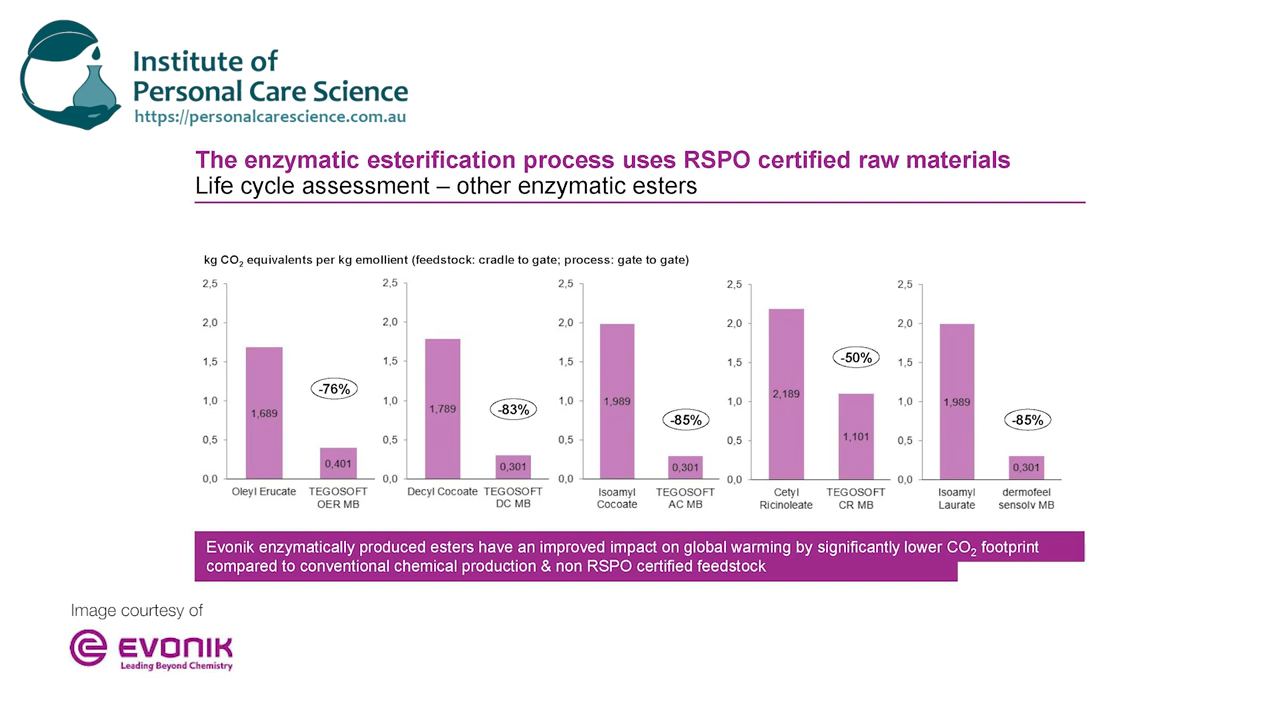 Institute of
Personal Care Science
https://personalcarescience.com.au
The enzymatic esterification process uses RSPO certified raw materials
Life cycle assessment – other enzymatic esters
kg CO2 equivalents per kg emollient (feedstock: cradle to gate; process: gate to gate)
2,5
2,0
1,5
1,0
0,5
0,0
1,689
-76%
0,401
Oleyl Erucate
TEGOSOFT
OER MB
2,5
2,0
1,5
1,0
0,5
0,0
1,789
-83%
0,301
Decyl Cocoate
TEGOSOFT
DC MB
2,5
2,0
1,5
1,0
0,5
0,0
1,989
-85%
0,301
Isoamyl
Cocoate
TEGOSOFT
AC MB
2,5
2,0
1,5
1,0
0,5
0,0
2,189
-50%
1,101
Cetyl
Ricinoleate
TEGOSOFT
CR MB
2,5
2,0
1,5
1,0
0,5
0,0
1,989
-85%
0,301
Isoamyl
Laurate
dermofeel
sensolv MB
Evonik enzymatically produced esters have an improved impact on global warming by significantly lower CO2 footprint
compared to conventional chemical production & non RSPO certified feedstock
Image courtesy of
EVONIK
Leading Beyond Chemistry